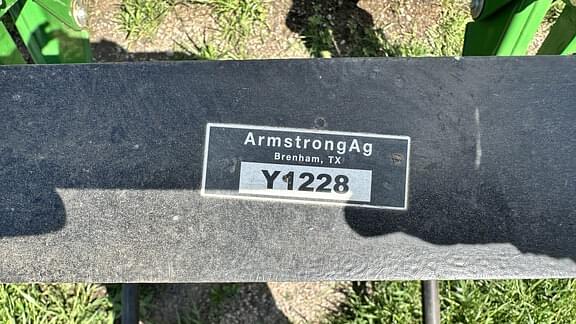 ArmstrongAg
Brenham, TX
Y1228